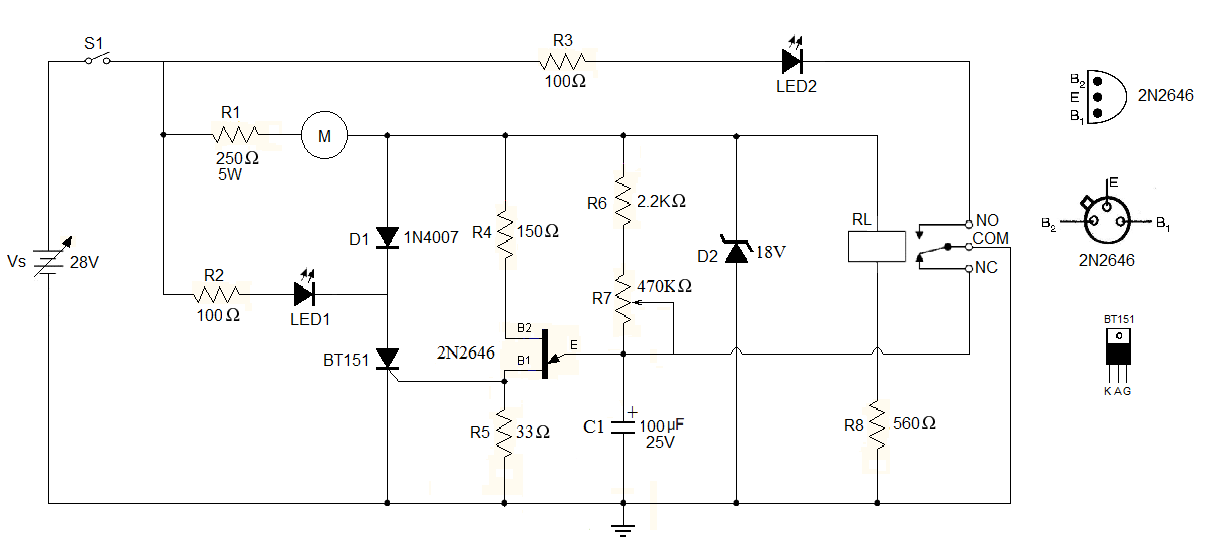 S1
R3
100Ω
LED2
R1
250Ω
5W
M
B2
E
B1
2N2646
R6
2.2KΩ
D1
1N4007
R4
150Ω
RL
NO
COM
NC
E
B2
B1
2N2646
Vs
28V
D2
18V
R2
100Ω
LED1
R7
470KΩ
BT151
2N2646
B2
B1
E
BT151
K A G
R5
33Ω
C1
+
100µF
25V
R8
560Ω